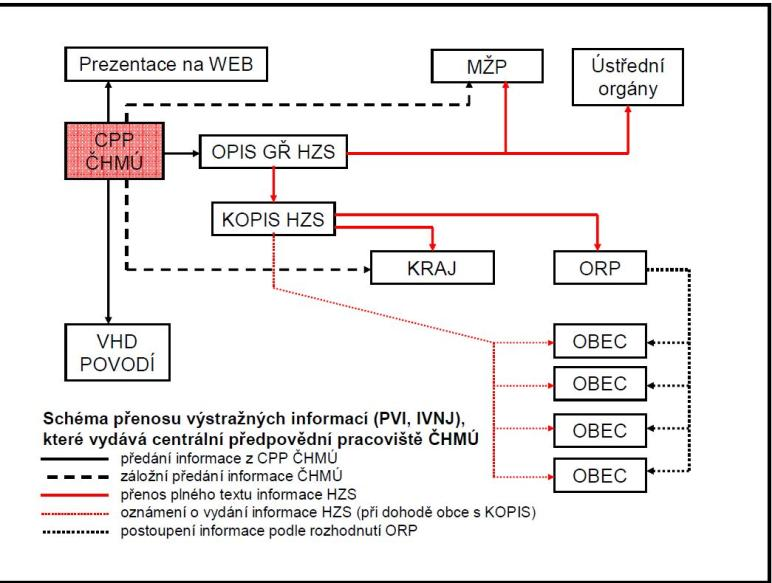 Prezentace na WEB
MŽP
Ústřední
orgány
CPP
ČHMÚ
OPIS GŘ HZS
KOPIS HZS
KRAJ
ORP
VHD
POVODÍ
OBEC
OBEC
OBEC
OBEC
Schéma přenosu výstražných informací (PVI, IVNJ),
které vydává centrální předpovědní pracoviště ČHMÚ
předání informace z CPP ČHMÚ
záložní předání informace ČHMÚ
přenos plného textu informace HZS
oznámení o vydání informace HZS (při dohodě obce s KOPIS)
postoupení informace podle rozhodnutí ORP